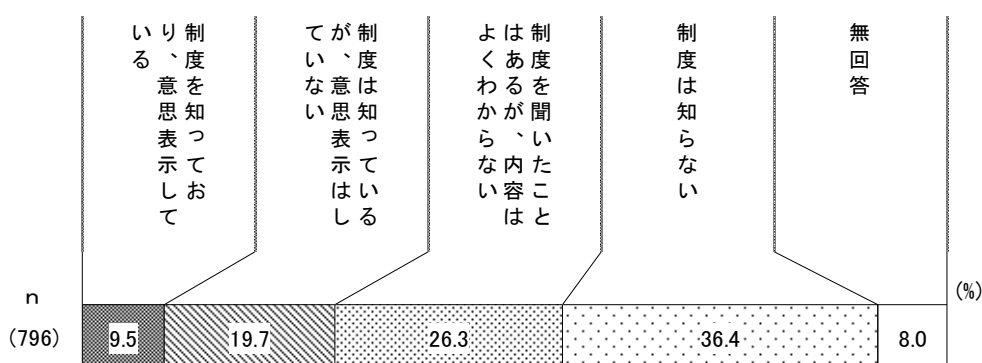 制度を知ってお
り、意思表示して
いる
制度は知っている
が、意思表示はし
ていない
制度を聞いたこと
はあるが、内容は
よくわからない
制度は知らない
無回答
n
(%)
(796)
9.5
19.7
26.3
36.4
8.0